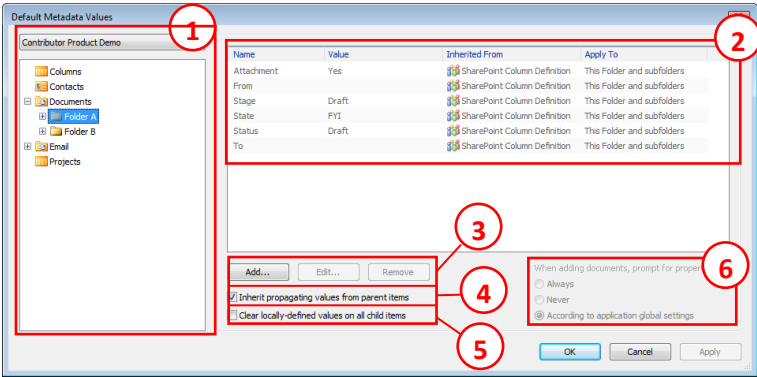 Default Metadata Values
1
Contributor Product Demo
2
Name Value Inherited From Apply To
Columns
Attachment Yes SharePoint Column Definition This Folder and subfolders
Contacts
From SharePoint Column Definition This Folder and subfolders
Documents
Stage Draft SharePoint Column Definition This Folder and subfolders
Folder A
State FYI SharePoint Column Definition This Folder and subfolders
Folder B
Status Draft SharePoint Column Definition This Folder and subfolders
Email
To SharePoint Column Definition This Folder and subfolders
Projects
3
Add... Edit... Remove
When adding documents, prompt for proper
6
4
Always
Inherit propagating values from parent items
Never
Clear locally-defined values on all child items
According to application global settings
5
OK Cancel Apply